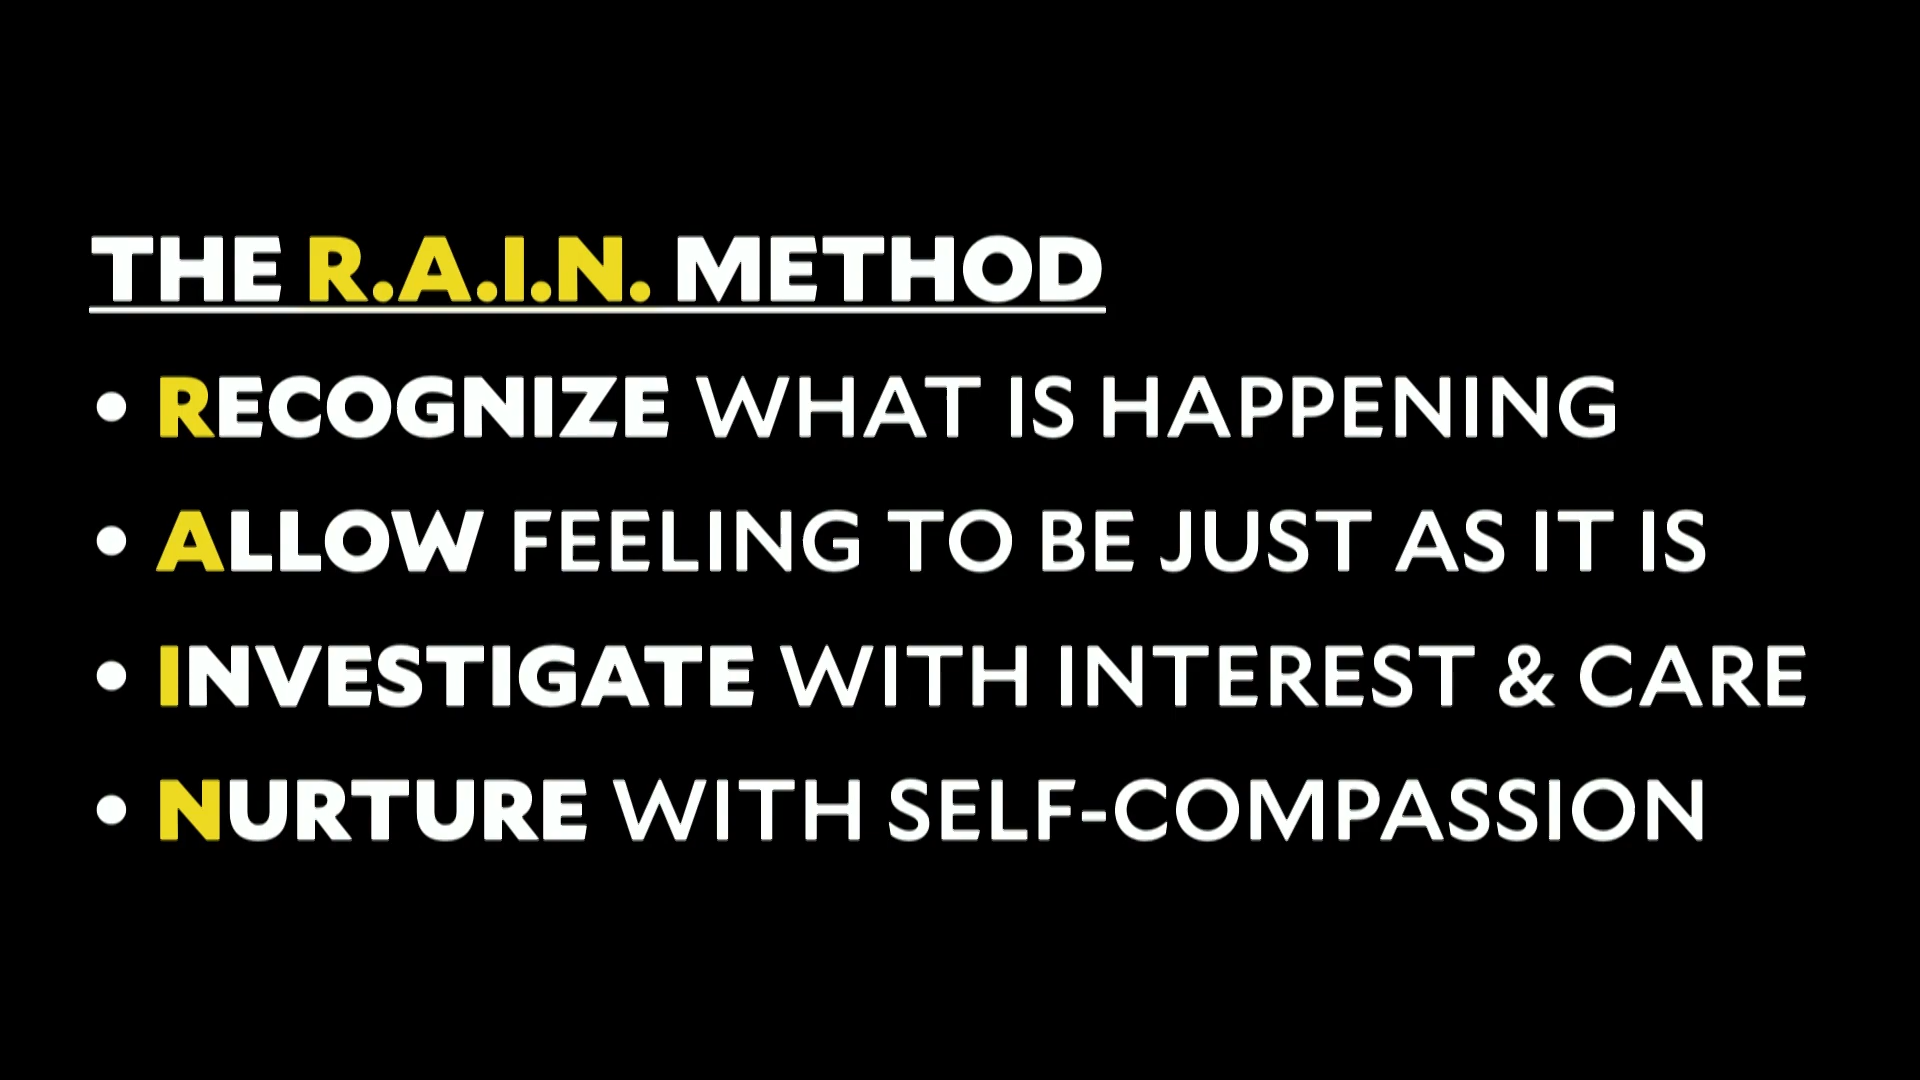 THE R.A.I.N. METHOD
• RECOGNIZE WHAT IS HAPPENING
• ALLOW FEELING TO BE JUST AS IT IS
• INVESTIGATE WITH INTEREST & CARE
• NURTURE WITH SELF-COMPASSION